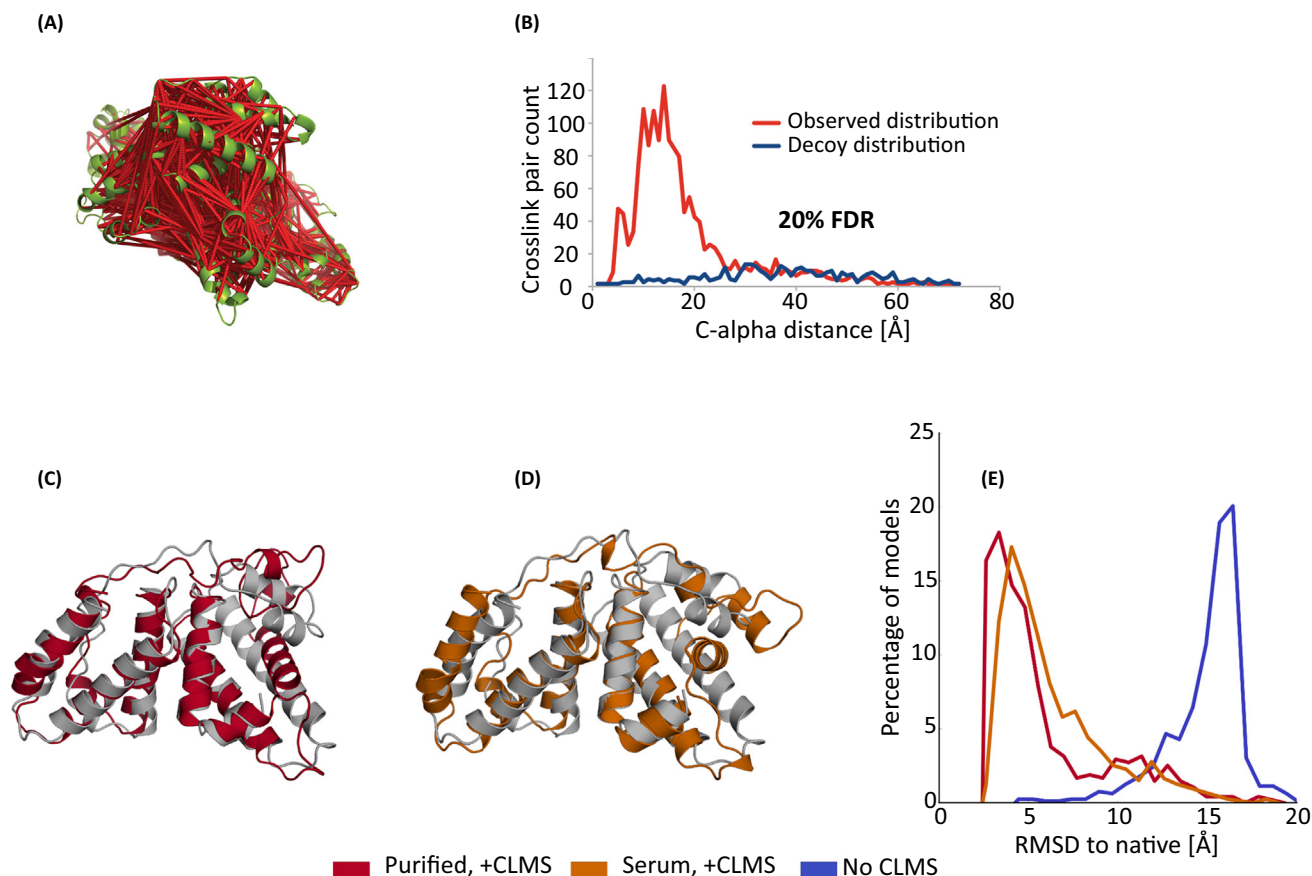 (A)
(B)
Crosslink pair count
120
100
80
60
40
20
0
Observed distribution
Decoy distribution
20% FDR
0 20 40 60 80
C-alpha distance [Å]
(C)
(D)
(E)
Percentage of models
25
20
15
10
5
0
0 5 10 15 20
RMSD to native [Å]
Purified, +CLMS Serum, +CLMS No CLMS